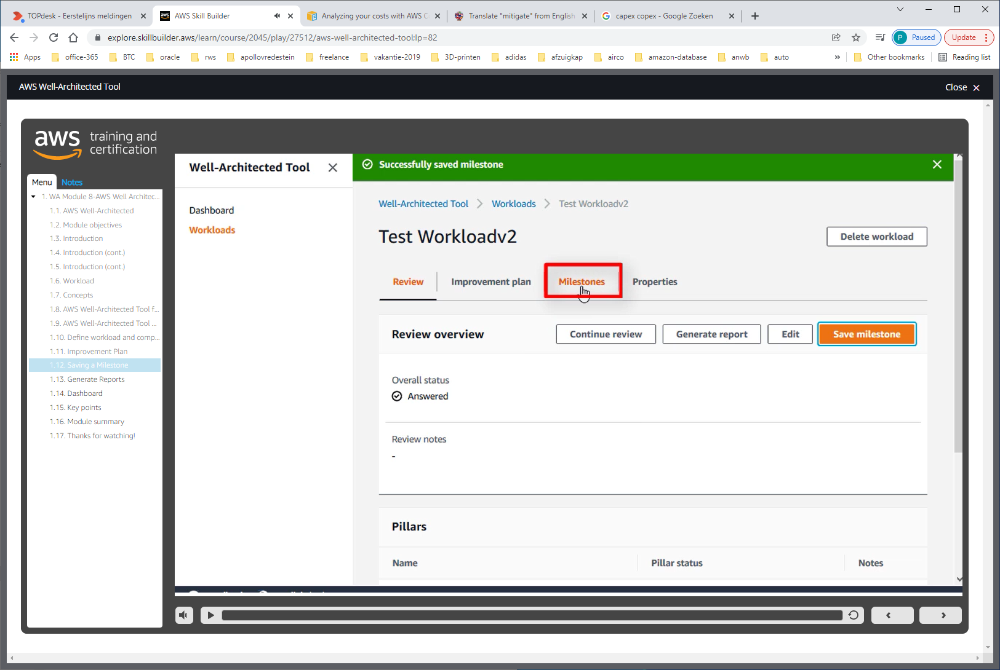 TOPdesk - Eerstelijns meldingen
AWS Skill Builder
Analyzing your costs with AWS C
Translate "mitigate" from English
capex copex - Google Zoeken
explore.skillbuilder.aws/learn/course/2045/play/27512/aws-well-architected-tool;lp=82
P Paused
Update
Apps
office-365
BTC
oracle
rws
apollovredestein
freelance
vakantie-2019
3D-printen
adidas
afzuigkap
airco
amazon-database
anwb
auto
»
Other bookmarks
Reading list
AWS Well-Architected Tool
Close
aws training and certification
Menu
Notes
1. WA Module 8-AWS Well Architec...
1.1. AWS Well-Architected
1.2. Module objectives
1.3. Introduction
1.4. Introduction (cont.)
1.5. Introduction (cont.)
1.6. Workload
1.7. Concepts
1.8. AWS Well-Architected Tool f...
1.9. AWS Well-Architected Tool ...
1.10. Define workload and comp...
1.11. Improvement Plan
1.12. Saving a Milestone
1.13. Generate Reports
1.14. Dashboard
1.15. Key points
1.16. Module summary
1.17. Thanks for watching!
Well-Architected Tool
Dashboard
Workloads
Successfully saved milestone
Well-Architected Tool > Workloads > Test Workloadv2
Test Workloadv2
Delete workload
Review
Improvement plan
Milestones
Properties
Review overview
Continue review
Generate report
Edit
Save milestone
Overall status
Answered
Review notes
-
Pillars
Name
Pillar status
Notes